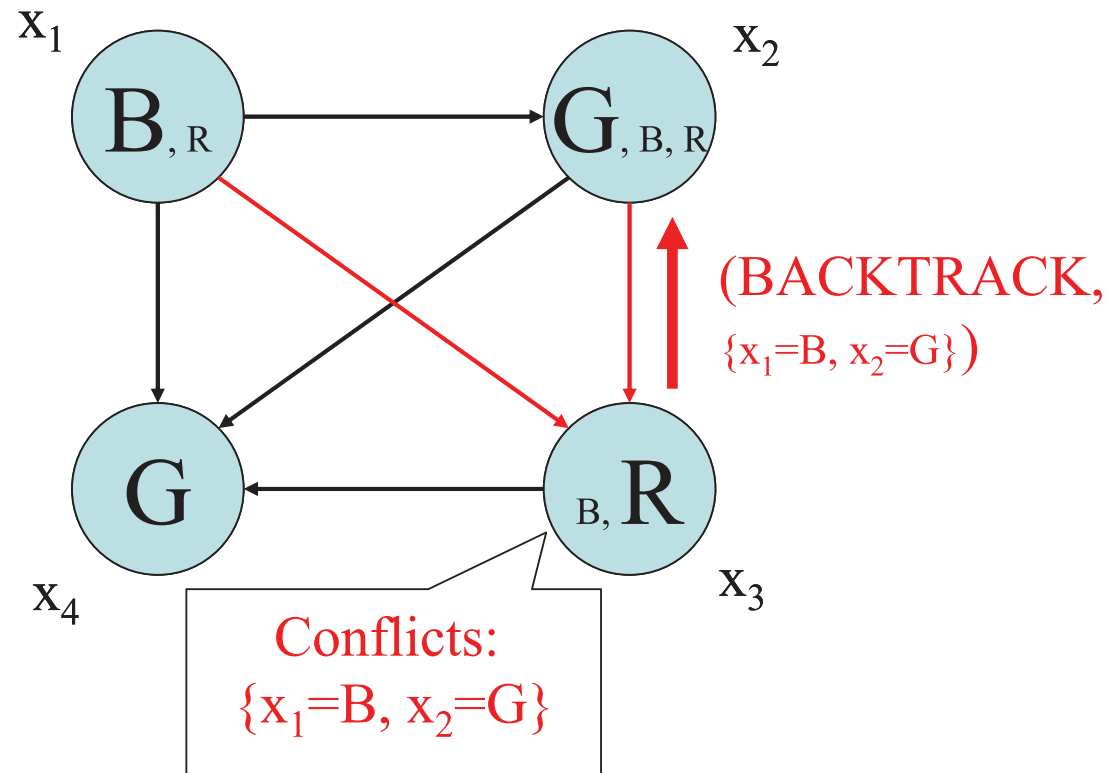 x₁
x₂
B, R
G, B, R
(BACKTRACK,
{x₁=B, x₂=G})
G
B, R
x₄
x₃
Conflicts:
{x₁=B, x₂=G}